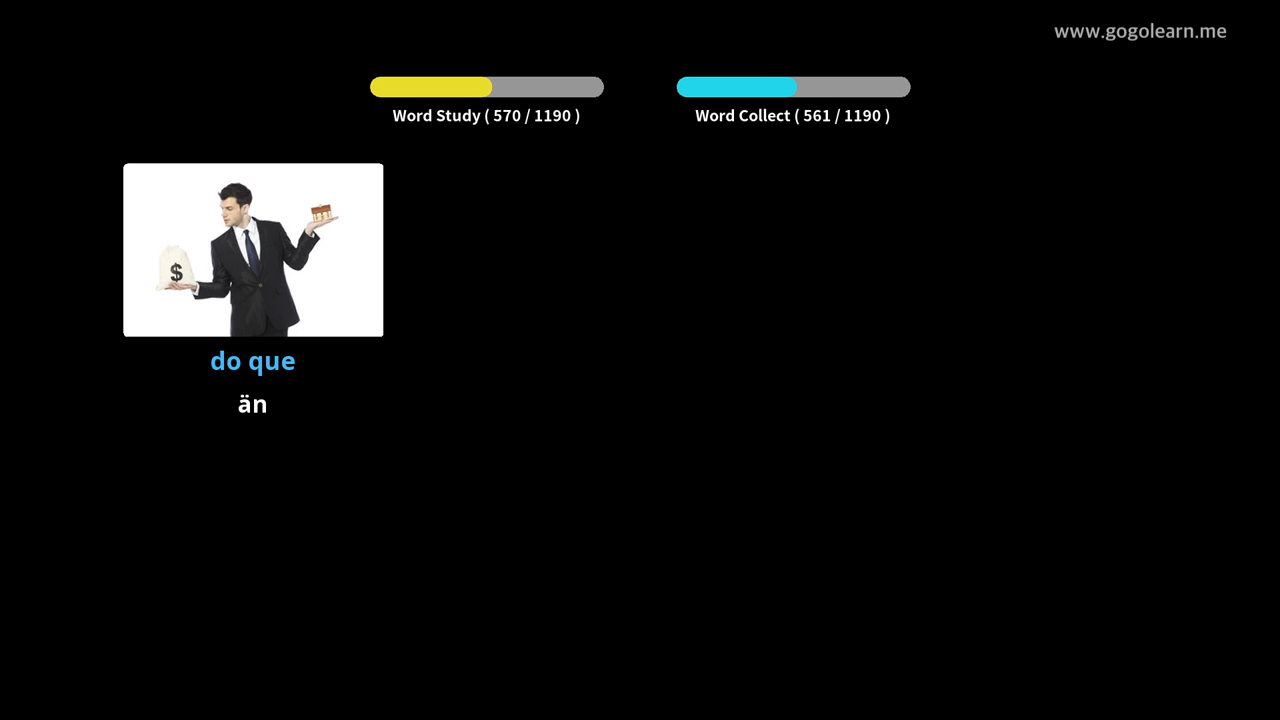 www.gogolearn.me
Word Study ( 570 / 1190 )
Word Collect ( 561 / 1190 )
$
do que
än